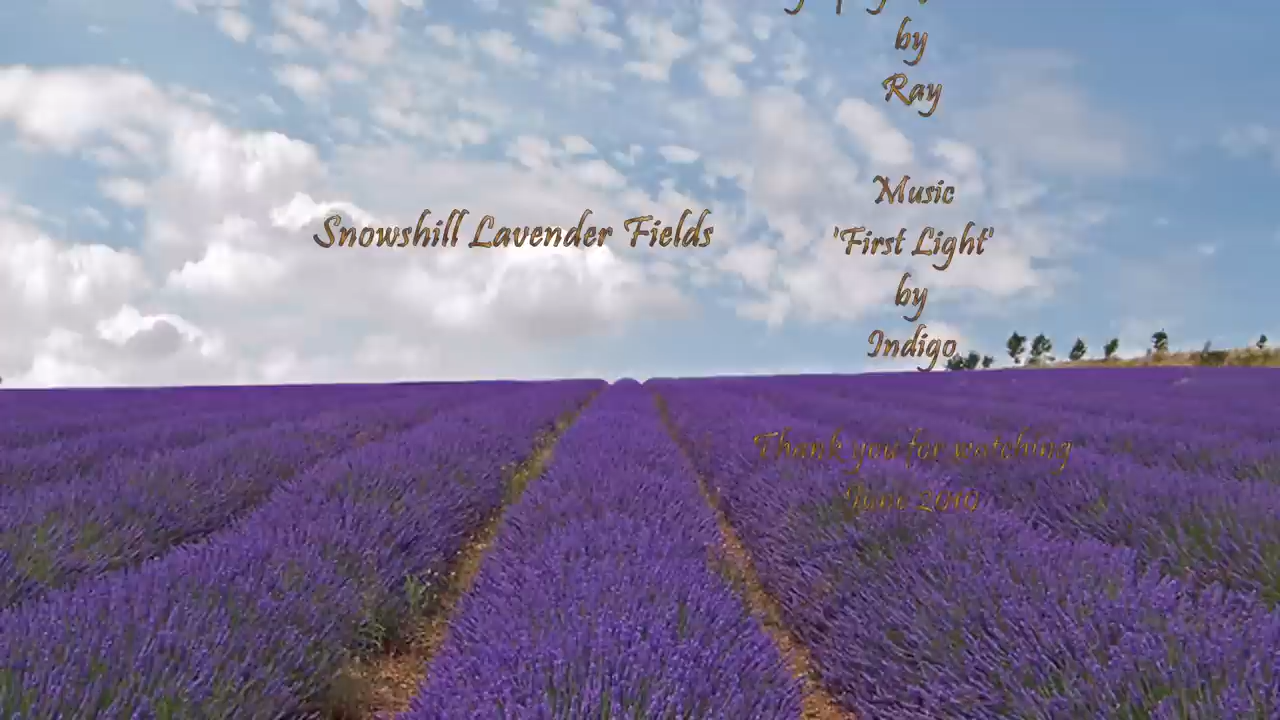 by
Ray
Music
'First Light'
by
Indigo
Snowshill Lavender Fields
Thank you for watching
June 2010